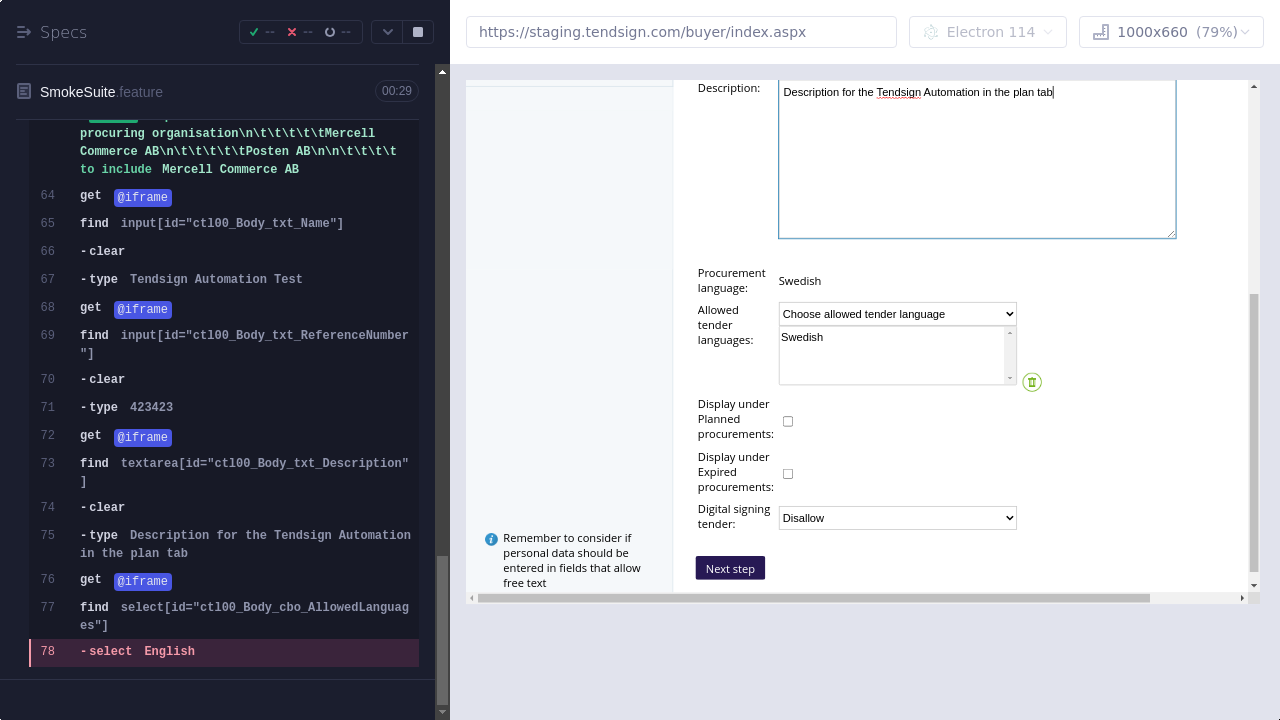 Specs
--
--
--
https://staging.tendsign.com/buyer/index.aspx
Electron 114
1000x660 (79%)
SmokeSuite.feature
00:29
procuring organisation\n\t\t\t\t\tMercell
Commerce AB\n\t\t\t\t\tPosten AB\n\n\t\t\t\t
to include Mercell Commerce AB
64 get @iframe
65 find input[id="ctl00_Body_txt_Name"]
66 -clear
67 -type Tendsign Automation Test
68 get @iframe
69 find input[id="ctl00_Body_txt_ReferenceNumber
"]
70 -clear
71 -type 423423
72 get @iframe
73 find textarea[id="ctl00_Body_txt_Description"
]
74 -clear
75 -type Description for the Tendsign Automation
in the plan tab
76 get @iframe
77 find select[id="ctl00_Body_cbo_AllowedLanguag
es"]
78 -select English
Description:
Description for the Tendsign Automation in the plan tab
Procurement
language:
Swedish
Allowed
tender
languages:
Choose allowed tender language
Swedish
Display under
Planned
procurements:
Display under
Expired
procurements:
Digital signing
tender:
Disallow
Next step
Remember to consider if
personal data should be
entered in fields that allow
free text